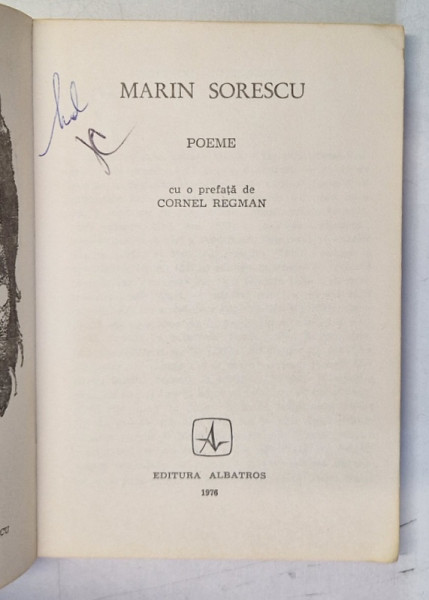 MARIN SORESCU
POEME
cu o prefață de
CORNEL REGMAN
EDITURA ALBATROS
1976